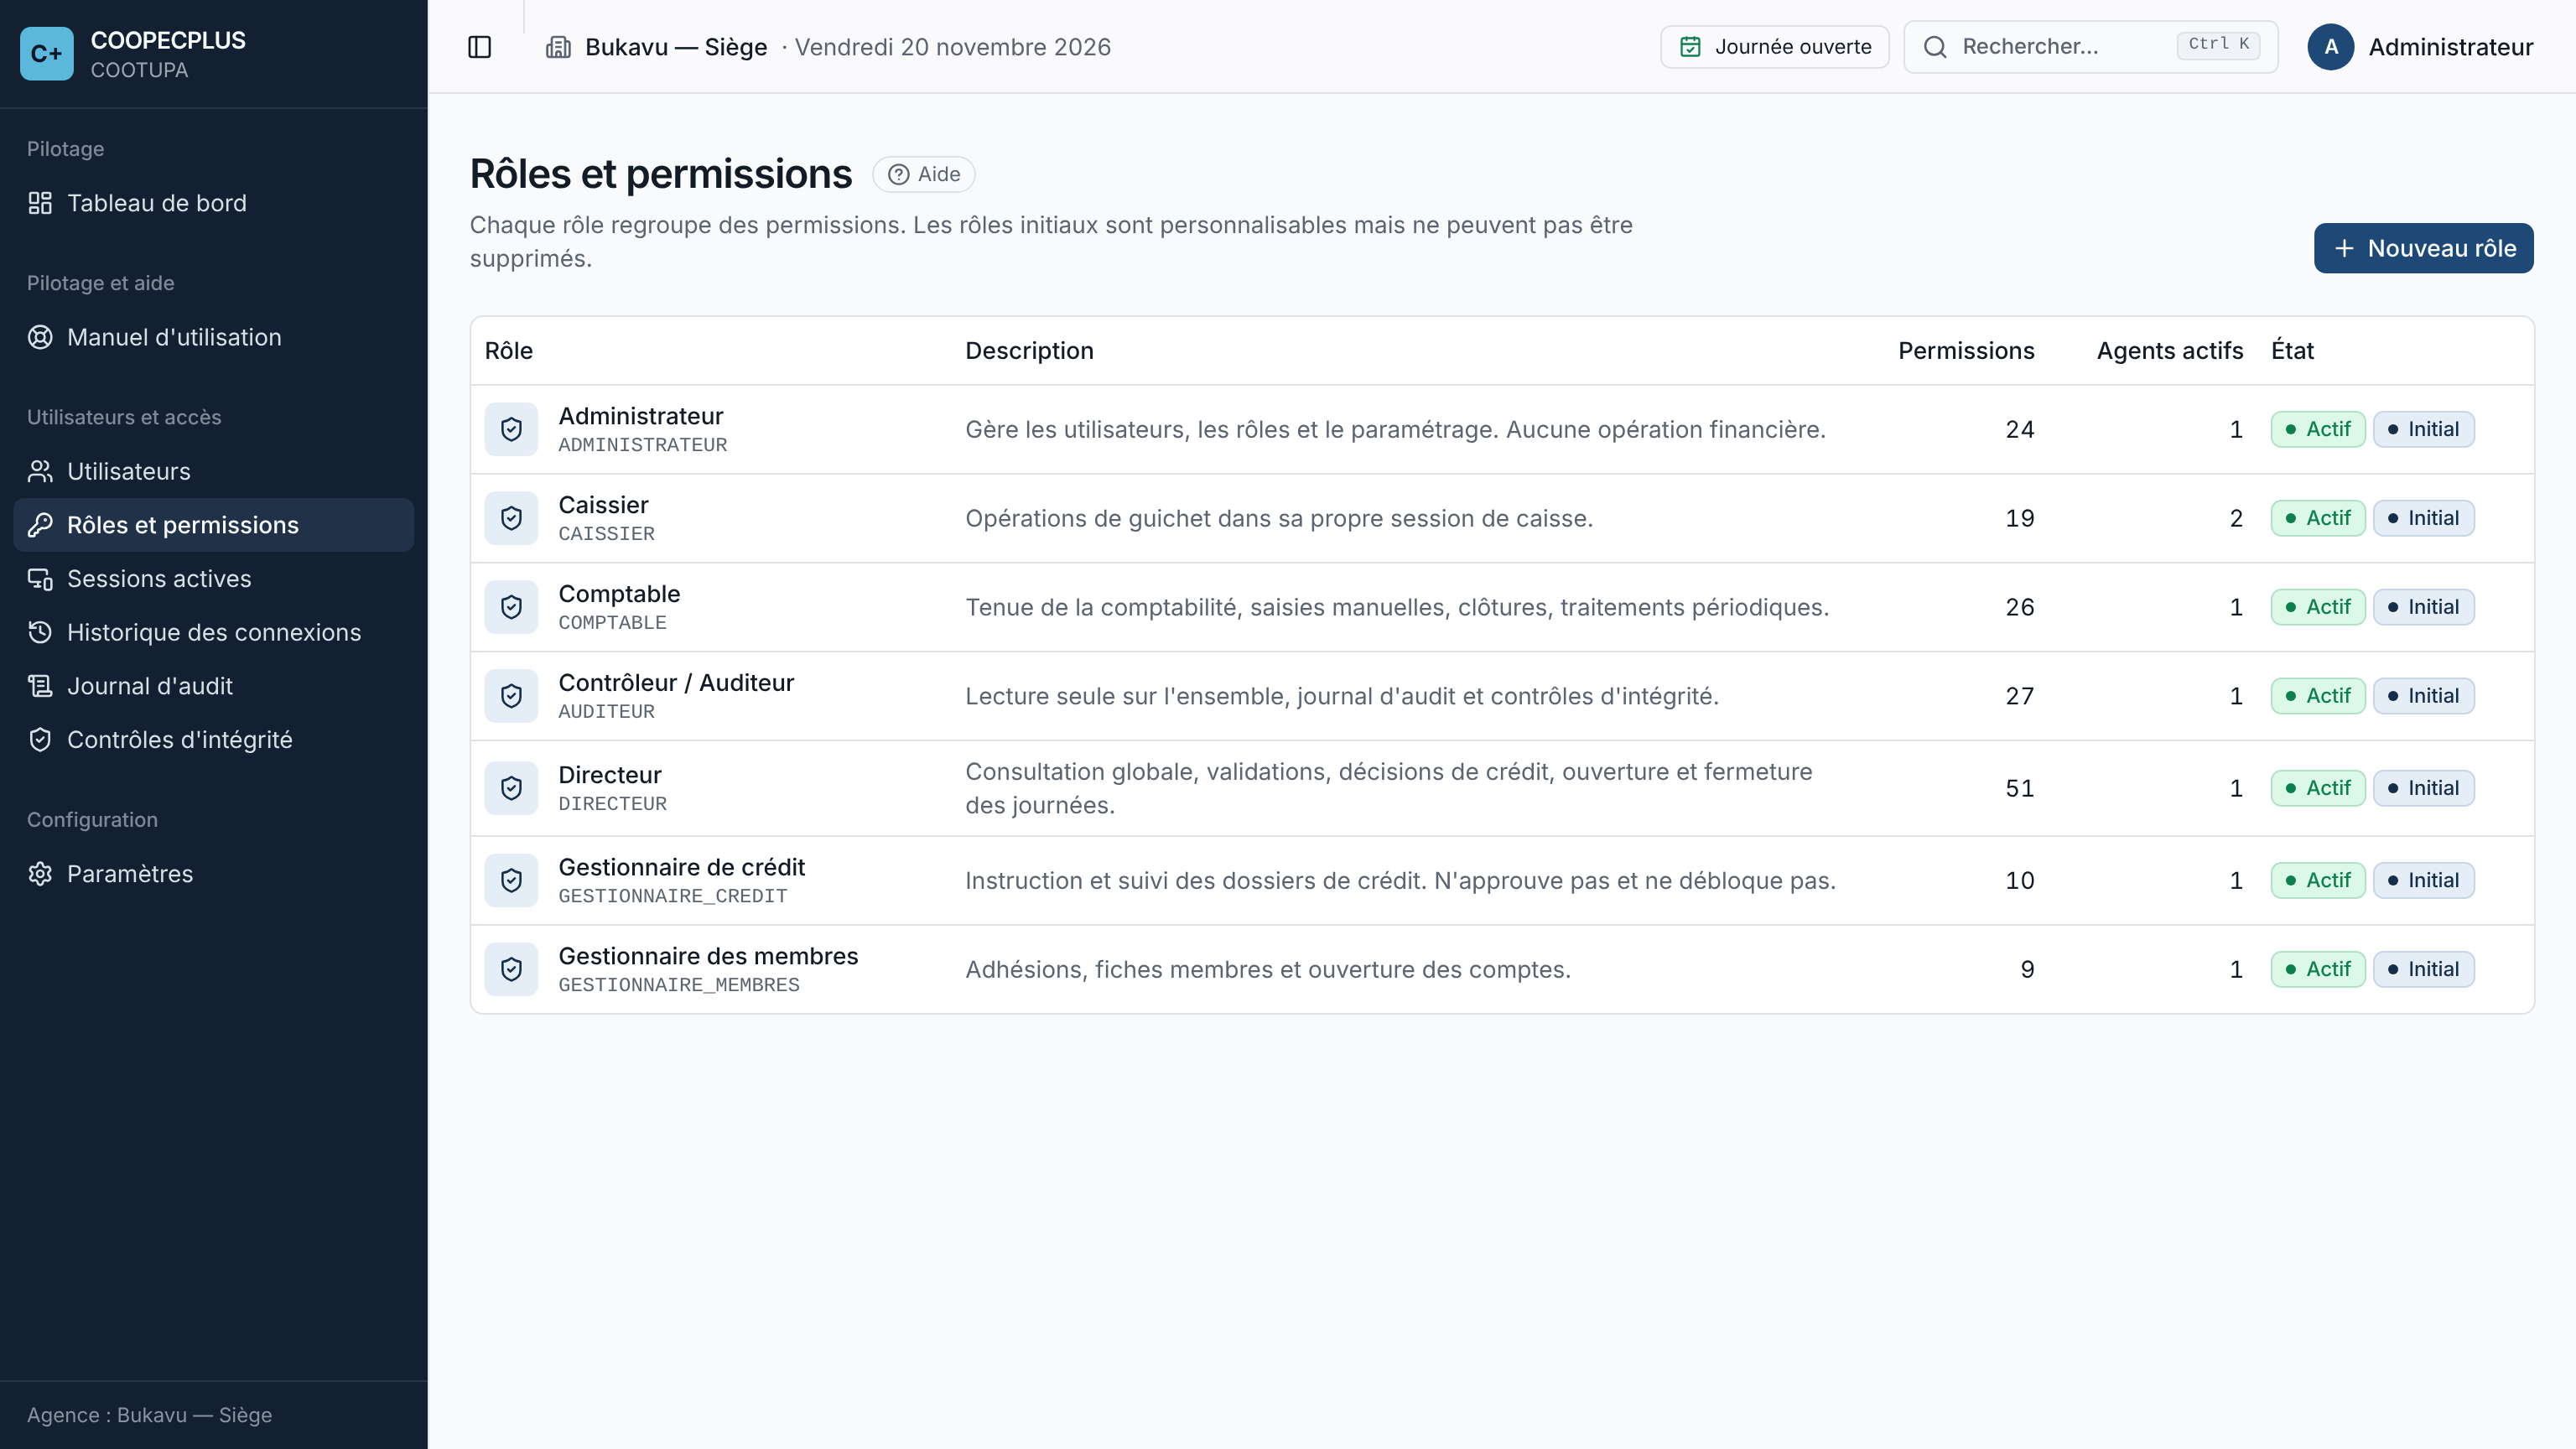 C+
COOPECPLUS
COOTUPA
Pilotage
Tableau de bord
Pilotage et aide
Manuel d'utilisation
Utilisateurs et accès
Utilisateurs
Rôles et permissions
Sessions actives
Historique des connexions
Journal d'audit
Contrôles d'intégrité
Configuration
Paramètres
Agence : Bukavu — Siège
Bukavu — Siège · Vendredi 20 novembre 2026
Journée ouverte
Rechercher... Ctrl K
A Administrateur
Rôles et permissions Aide
Chaque rôle regroupe des permissions. Les rôles initiaux sont personnalisables mais ne peuvent pas être
supprimés.
Nouveau rôle
Rôle Description Permissions Agents actifs État
Administrateur
ADMINISTRATEUR
Gère les utilisateurs, les rôles et le paramétrage. Aucune opération financière. 24 1 Actif Initial
Caissier
CAISSIER
Opérations de guichet dans sa propre session de caisse. 19 2 Actif Initial
Comptable
COMPTABLE
Tenue de la comptabilité, saisies manuelles, clôtures, traitements périodiques. 26 1 Actif Initial
Contrôleur / Auditeur
AUDITEUR
Lecture seule sur l'ensemble, journal d'audit et contrôles d'intégrité. 27 1 Actif Initial
Directeur
DIRECTEUR
Consultation globale, validations, décisions de crédit, ouverture et fermeture
des journées. 51 1 Actif Initial
Gestionnaire de crédit
GESTIONNAIRE_CREDIT
Instruction et suivi des dossiers de crédit. N'approuve pas et ne débloque pas. 10 1 Actif Initial
Gestionnaire des membres
GESTIONNAIRE_MEMBRES
Adhésions, fiches membres et ouverture des comptes. 9 1 Actif Initial